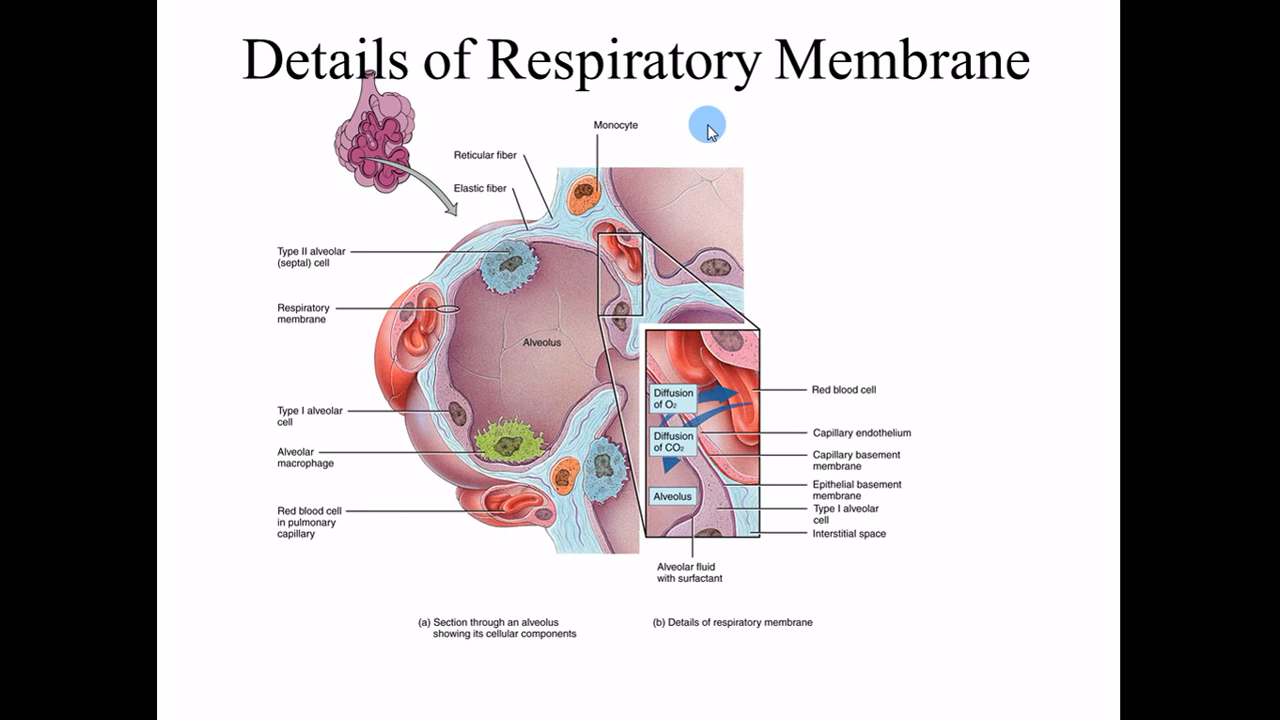 Details of Respiratory Membrane
Monocyte
Reticular fiber
Elastic fiber
Type II alveolar
(septal) cell
Respiratory
membrane
Alveolus
Type I alveolar
cell
Alveolar
macrophage
Red blood cell
in pulmonary
capillary
Diffusion
of O₂
Diffusion
of CO₂
Alveolus
Red blood cell
Capillary endothelium
Capillary basement
membrane
Epithelial basement
membrane
Type I alveolar
cell
Interstitial space
Alveolar fluid
with surfactant
(a) Section through an alveolus
showing its cellular components
(b) Details of respiratory membrane